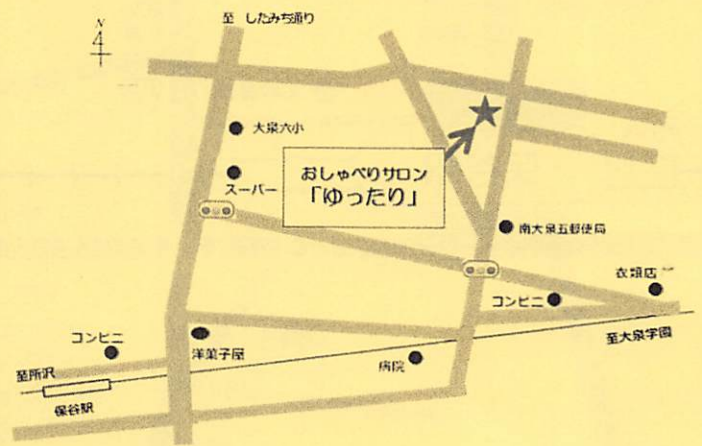 至 したみち通り
N
大泉六小
スーパー
おしゃべりサロン
「ゆったり」
南大泉五郵便局
衣類店
コンビニ
至大泉学園
コンビニ
洋菓子屋
病院
至所沢
保谷駅